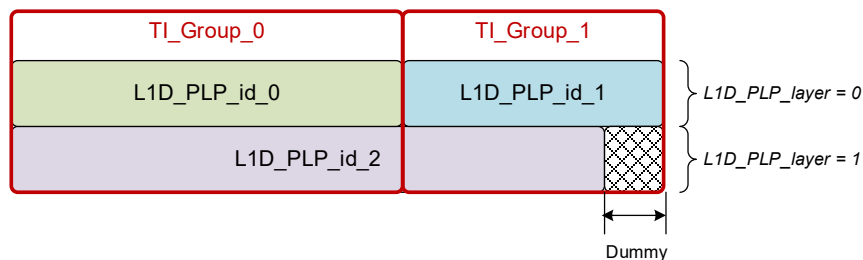 TI_Group_0
TI_Group_1
L1D_PLP_id_0
L1D_PLP_id_1
L1D_PLP_layer = 0
L1D_PLP_id_2
L1D_PLP_layer = 1
Dummy